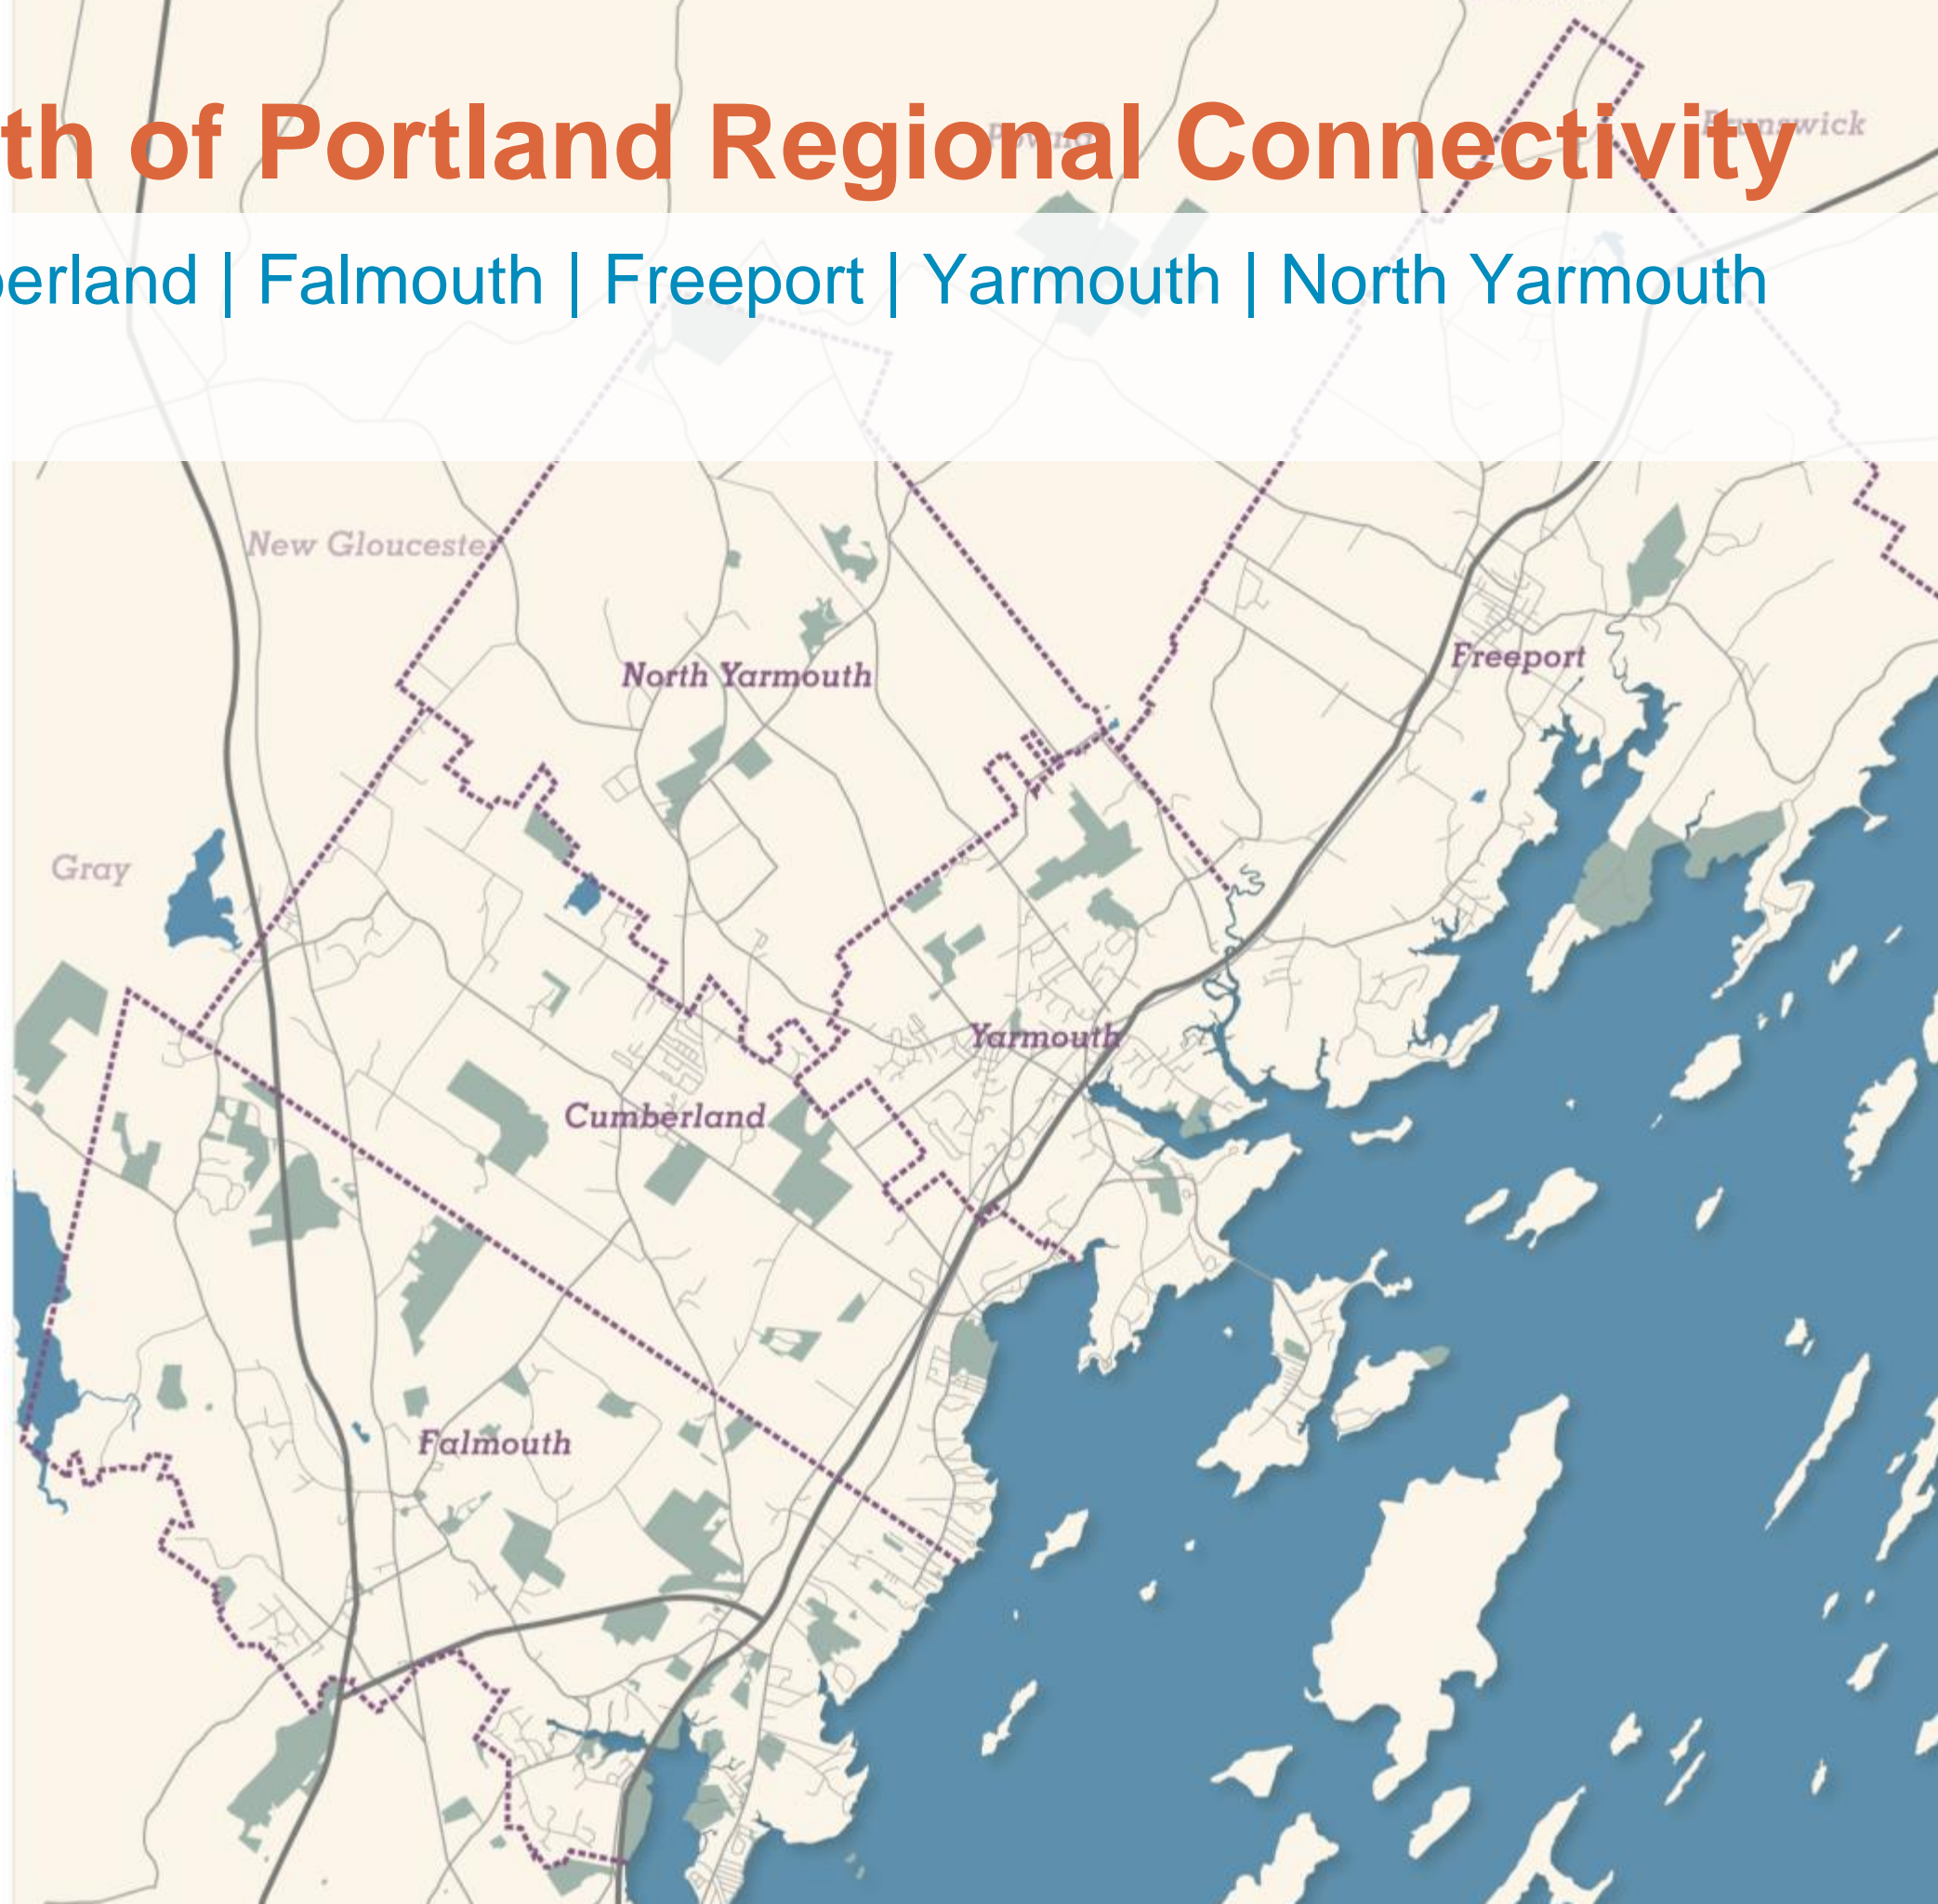 th of Portland Regional Connectivity
Brunswick
erland | Falmouth | Freeport | Yarmouth | North Yarmouth
New Gloucester
Freeport
North Yarmouth
Gray
Yarmouth
Cumberland
Falmouth